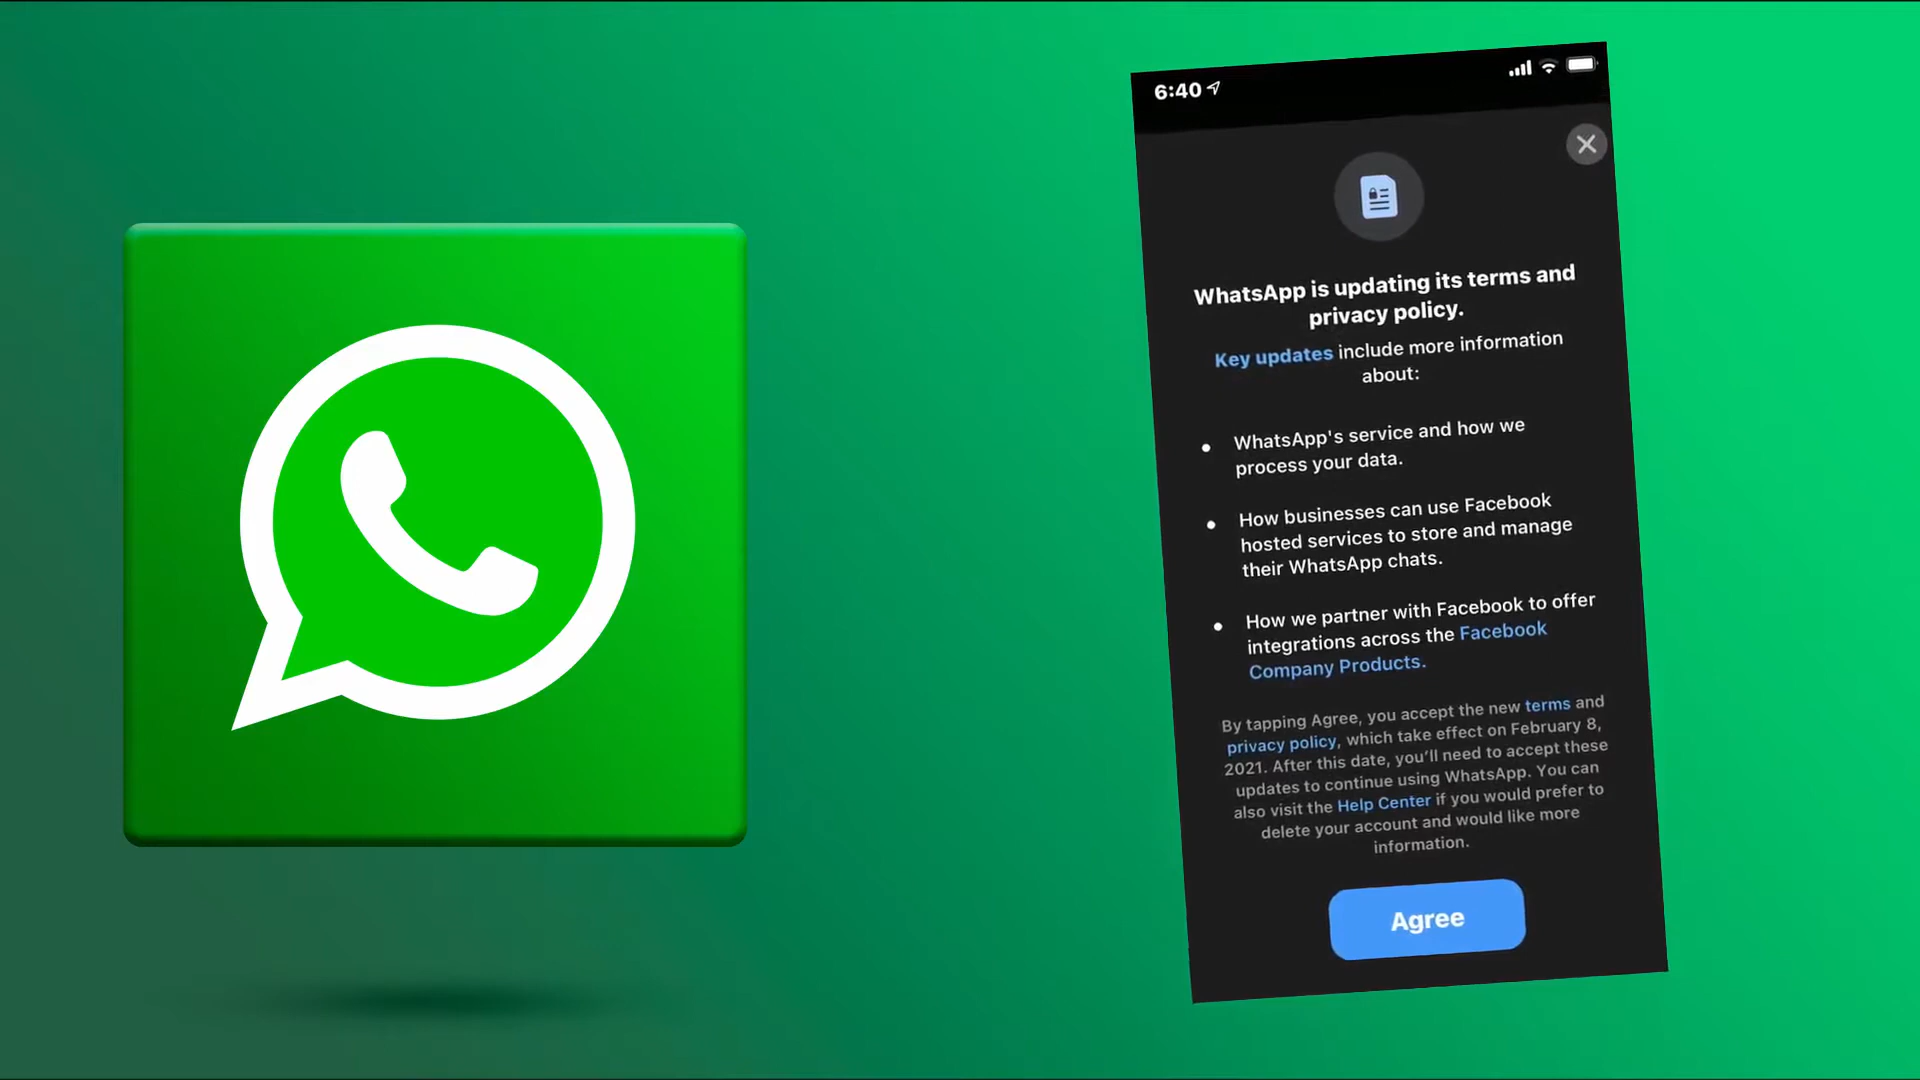 6:40
WhatsApp is updating its terms and
privacy policy.
Key updates include more information
about:
• WhatsApp's service and how we
process your data.
• How businesses can use Facebook
hosted services to store and manage
their WhatsApp chats.
• How we partner with Facebook to offer
integrations across the Facebook
Company Products.
By tapping Agree, you accept the new terms and
privacy policy, which take effect on February 8,
2021. After this date, you’ll need to accept these
updates to continue using WhatsApp. You can
also visit the Help Center if you would prefer to
delete your account and would like more
information.
Agree